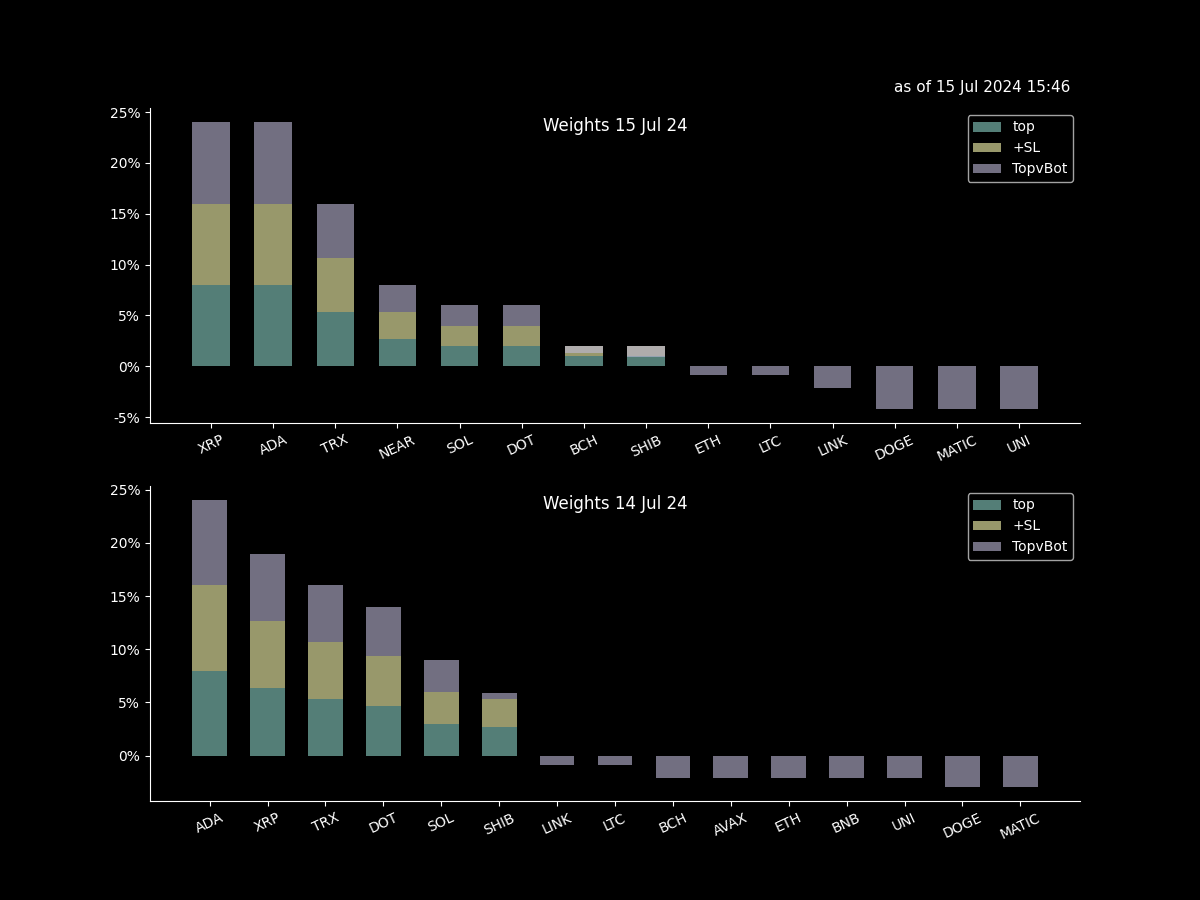 as of 15 Jul 2024 15:46
Weights 15 Jul 24
top
+SL
TopvBot
25%
20%
15%
10%
5%
0%
-5%
XRP ADA TRX NEAR SOL DOT BCH SHIB ETH LTC LINK DOGE MATIC UNI
Weights 14 Jul 24
top
+SL
TopvBot
25%
20%
15%
10%
5%
0%
ADA XRP TRX DOT SOL SHIB LINK LTC BCH AVAX ETH BNB UNI DOGE MATIC